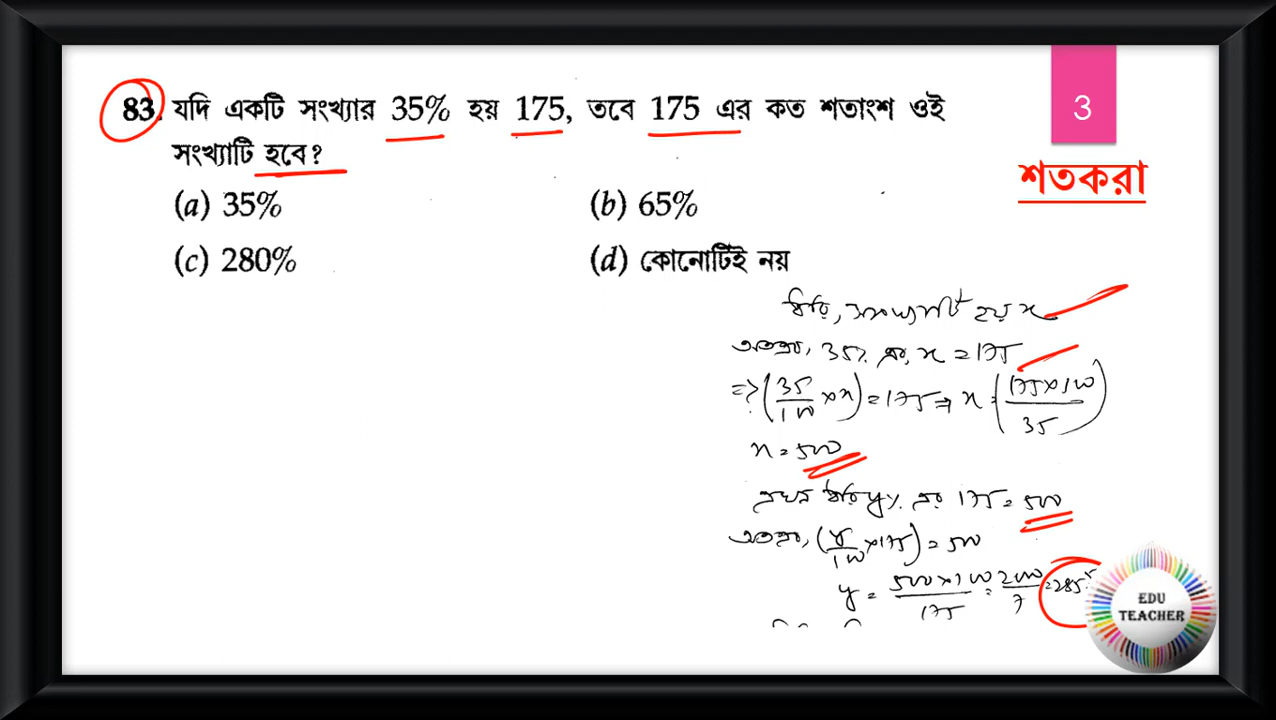 83. যদি একটি সংখ্যার 35% হয় 175, তবে 175 এর কত শতাংশ ওই
সংখ্যাটি হবে?
(a) 35% (b) 65%
(c) 280% (d) কোনোটিই নয়
3
শতকরা
ধরি, সংখ্যাটি হয় x
অতএব, 35% এর x = 175
=> (35/100 × x) = 175 => x = (175×100/35)
x = 500
এখন ধরি y% এর 175 = 500
অতএব, (y/100 × 175) = 500
y = 500×100/175 = 2000/7 = 285.
EDU
TEACHER